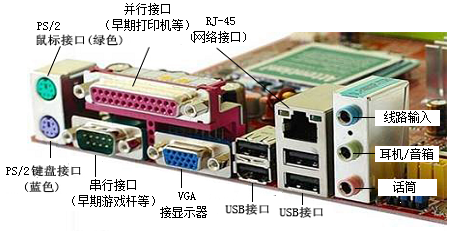 PS/2
鼠标接口(绿色)
并行接口
(早期打印机等)
RJ-45
(网络接口)
线路输入
耳机/音箱
话筒
PS/2键盘接口
(蓝色)
串行接口
(早期游戏杆等)
VGA
接显示器
USB接口
USB接口